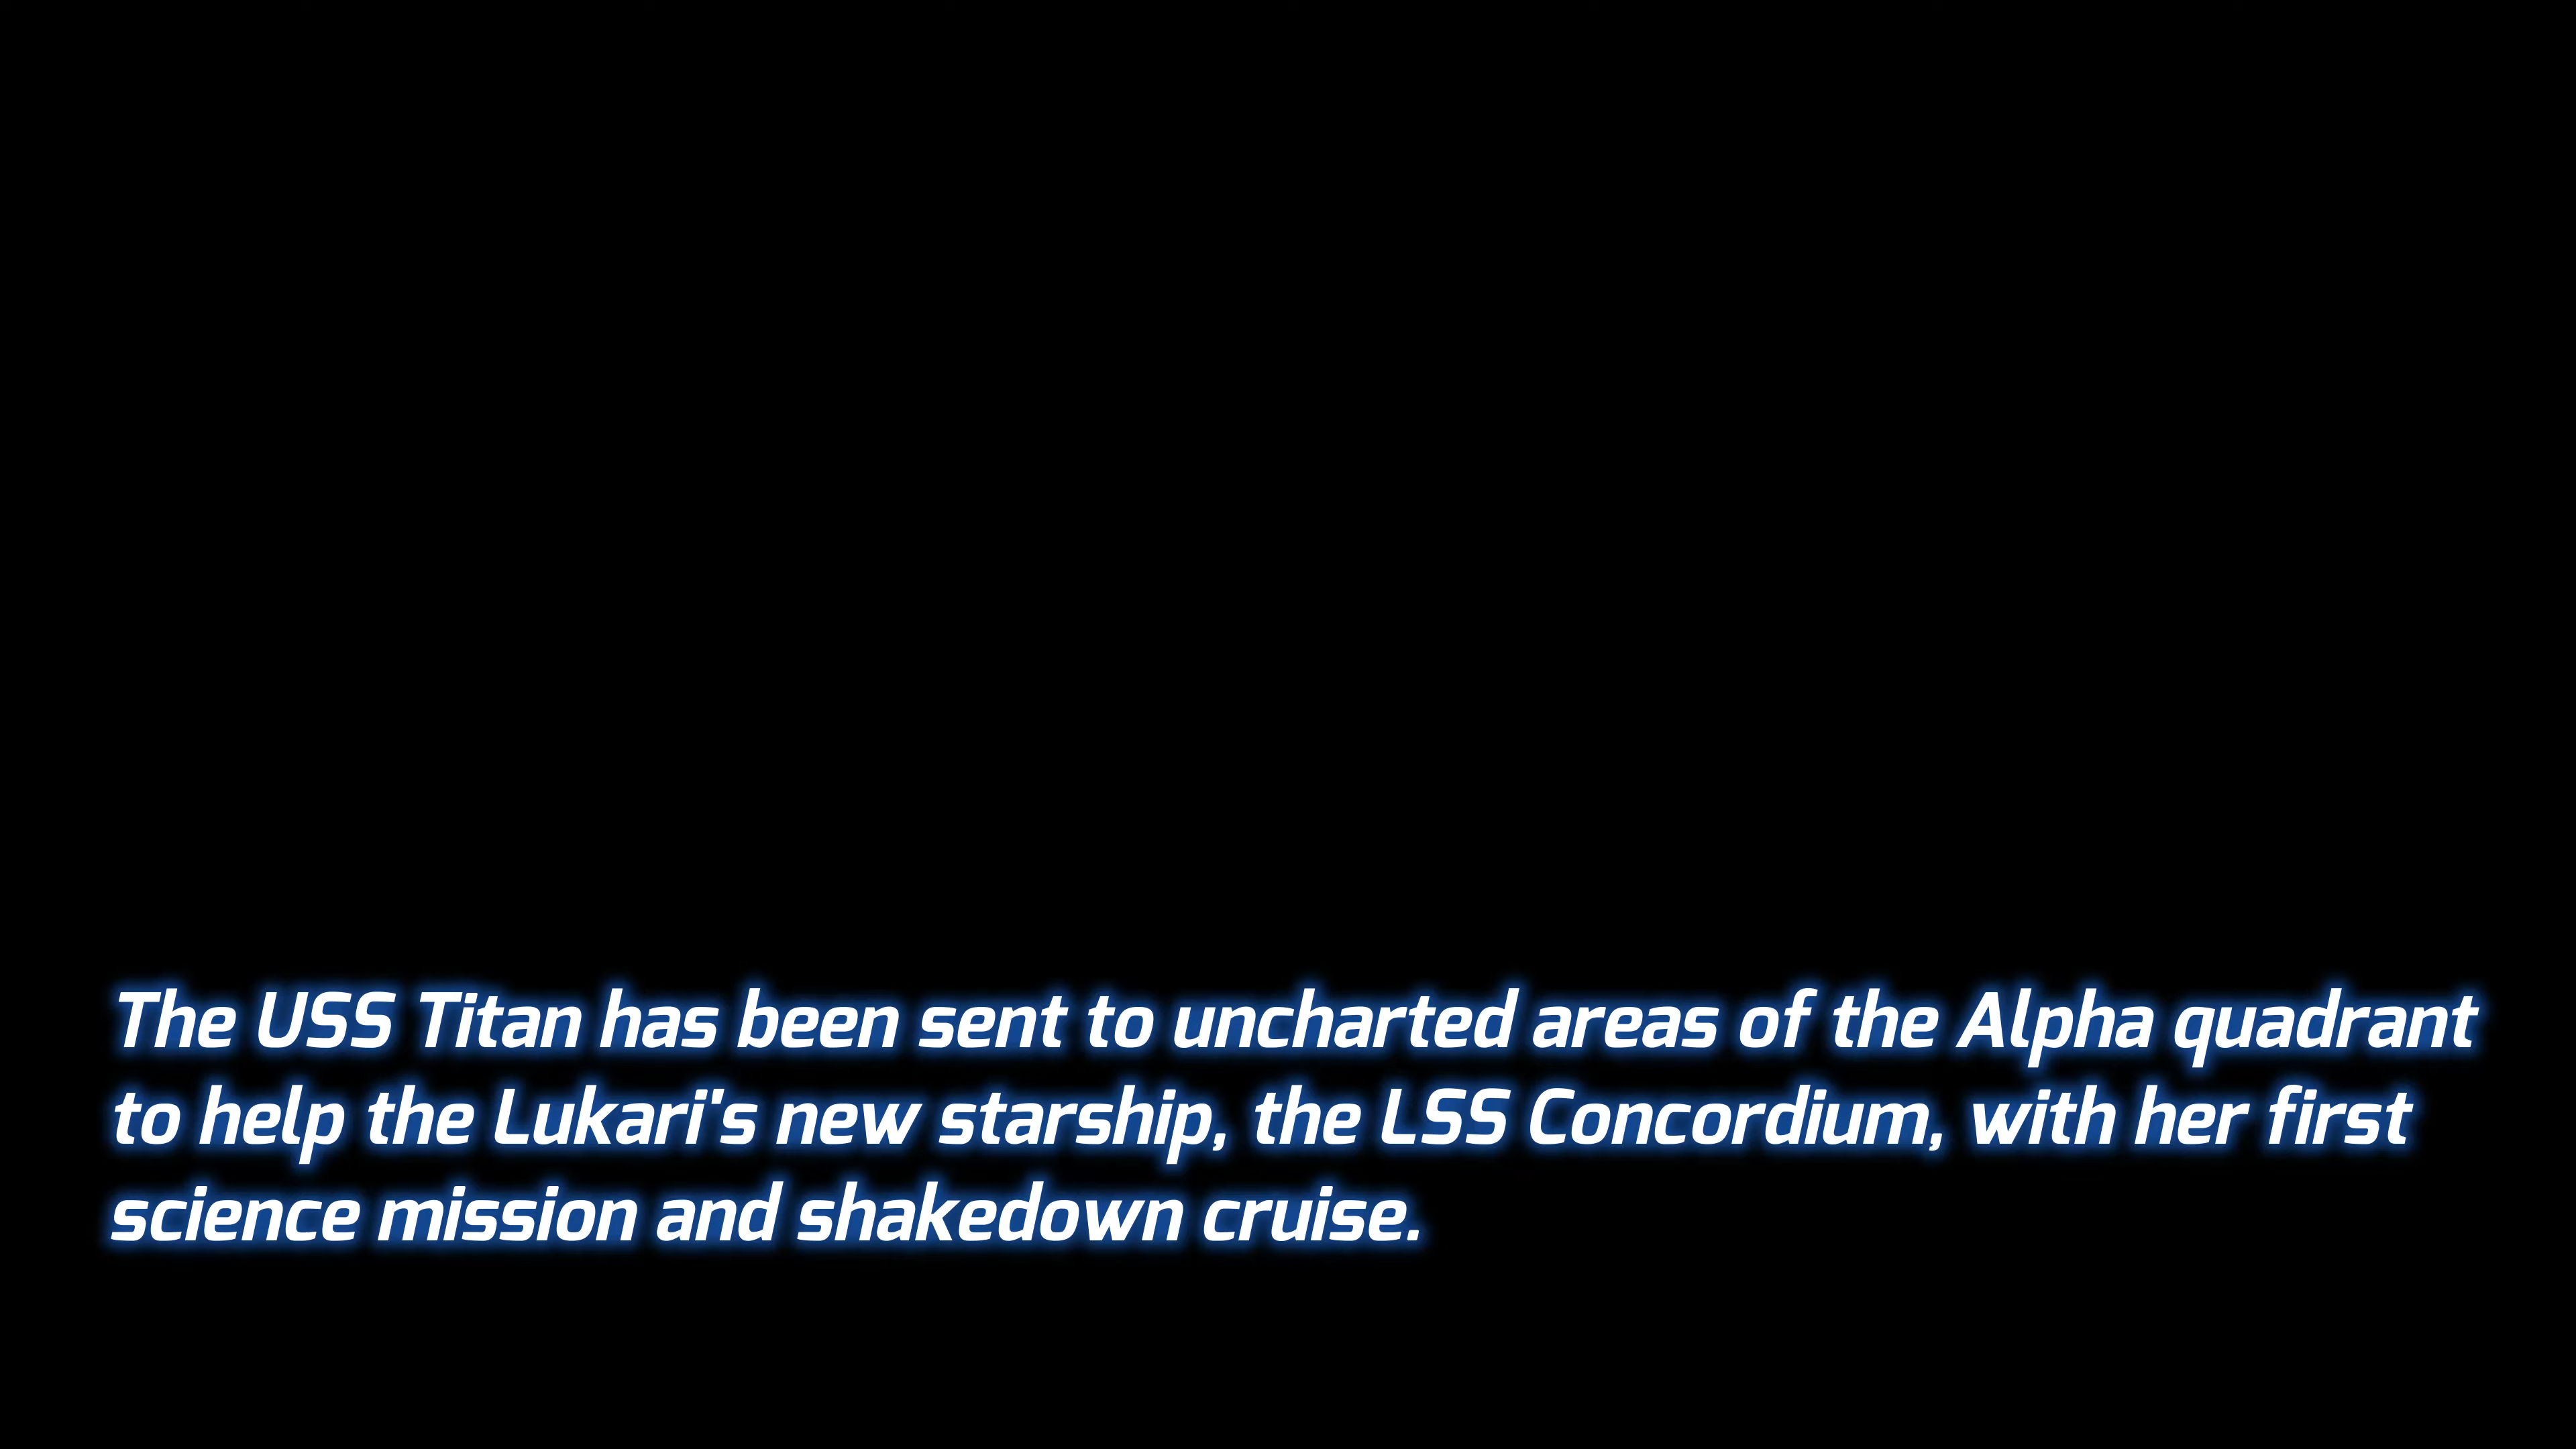 The USS Titan has been sent to uncharted areas of the Alpha quadrant
to help the Lukari's new starship, the LSS Concordium, with her first
science mission and shakedown cruise.